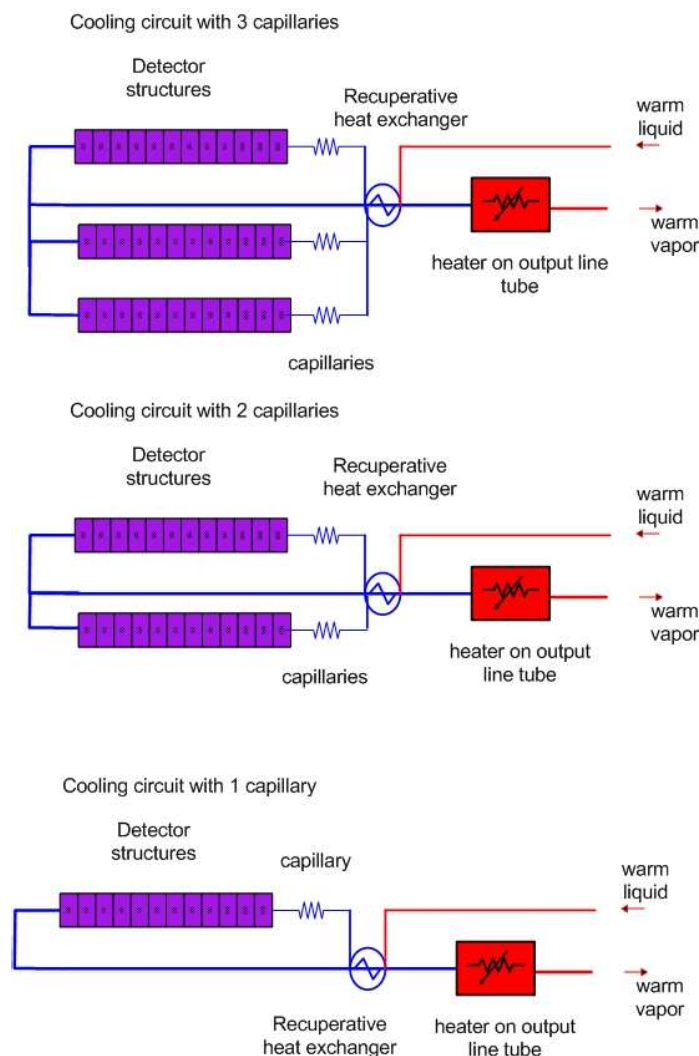 Cooling circuit with 3 capillaries
Detector
structures
Recuperative
heat exchanger
warm
liquid
warm
vapor
heater on output line
tube
capillaries
Cooling circuit with 2 capillaries
Detector
structures
Recuperative
heat exchanger
warm
liquid
warm
vapor
heater on output
line tube
capillaries
Cooling circuit with 1 capillary
Detector
structures
capillary
warm
liquid
warm
vapor
Recuperative
heat exchanger
heater on output
line tube